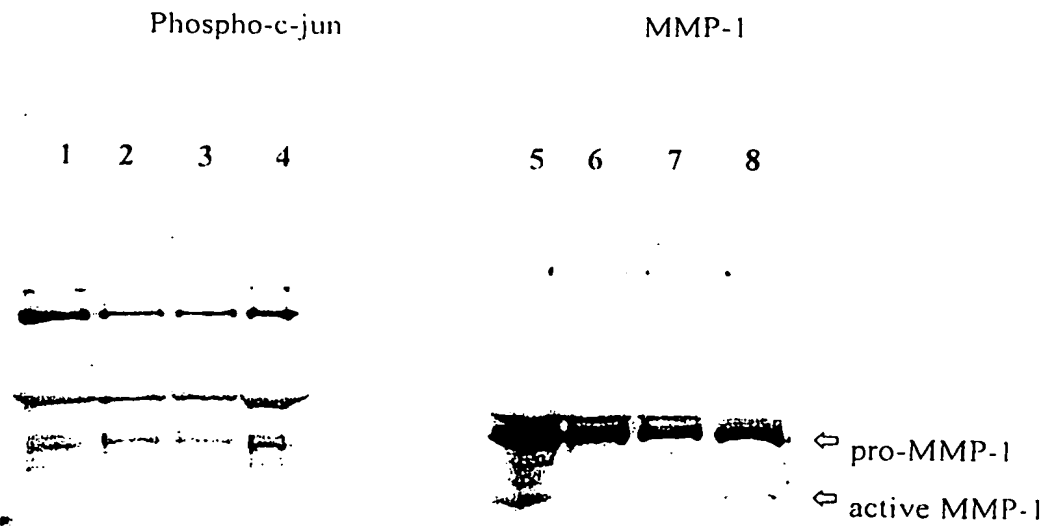 Phospho-c-jun MMP-1
1 2 3 4 5 6 7 8
⇦ pro-MMP-1
⇦ active MMP-1